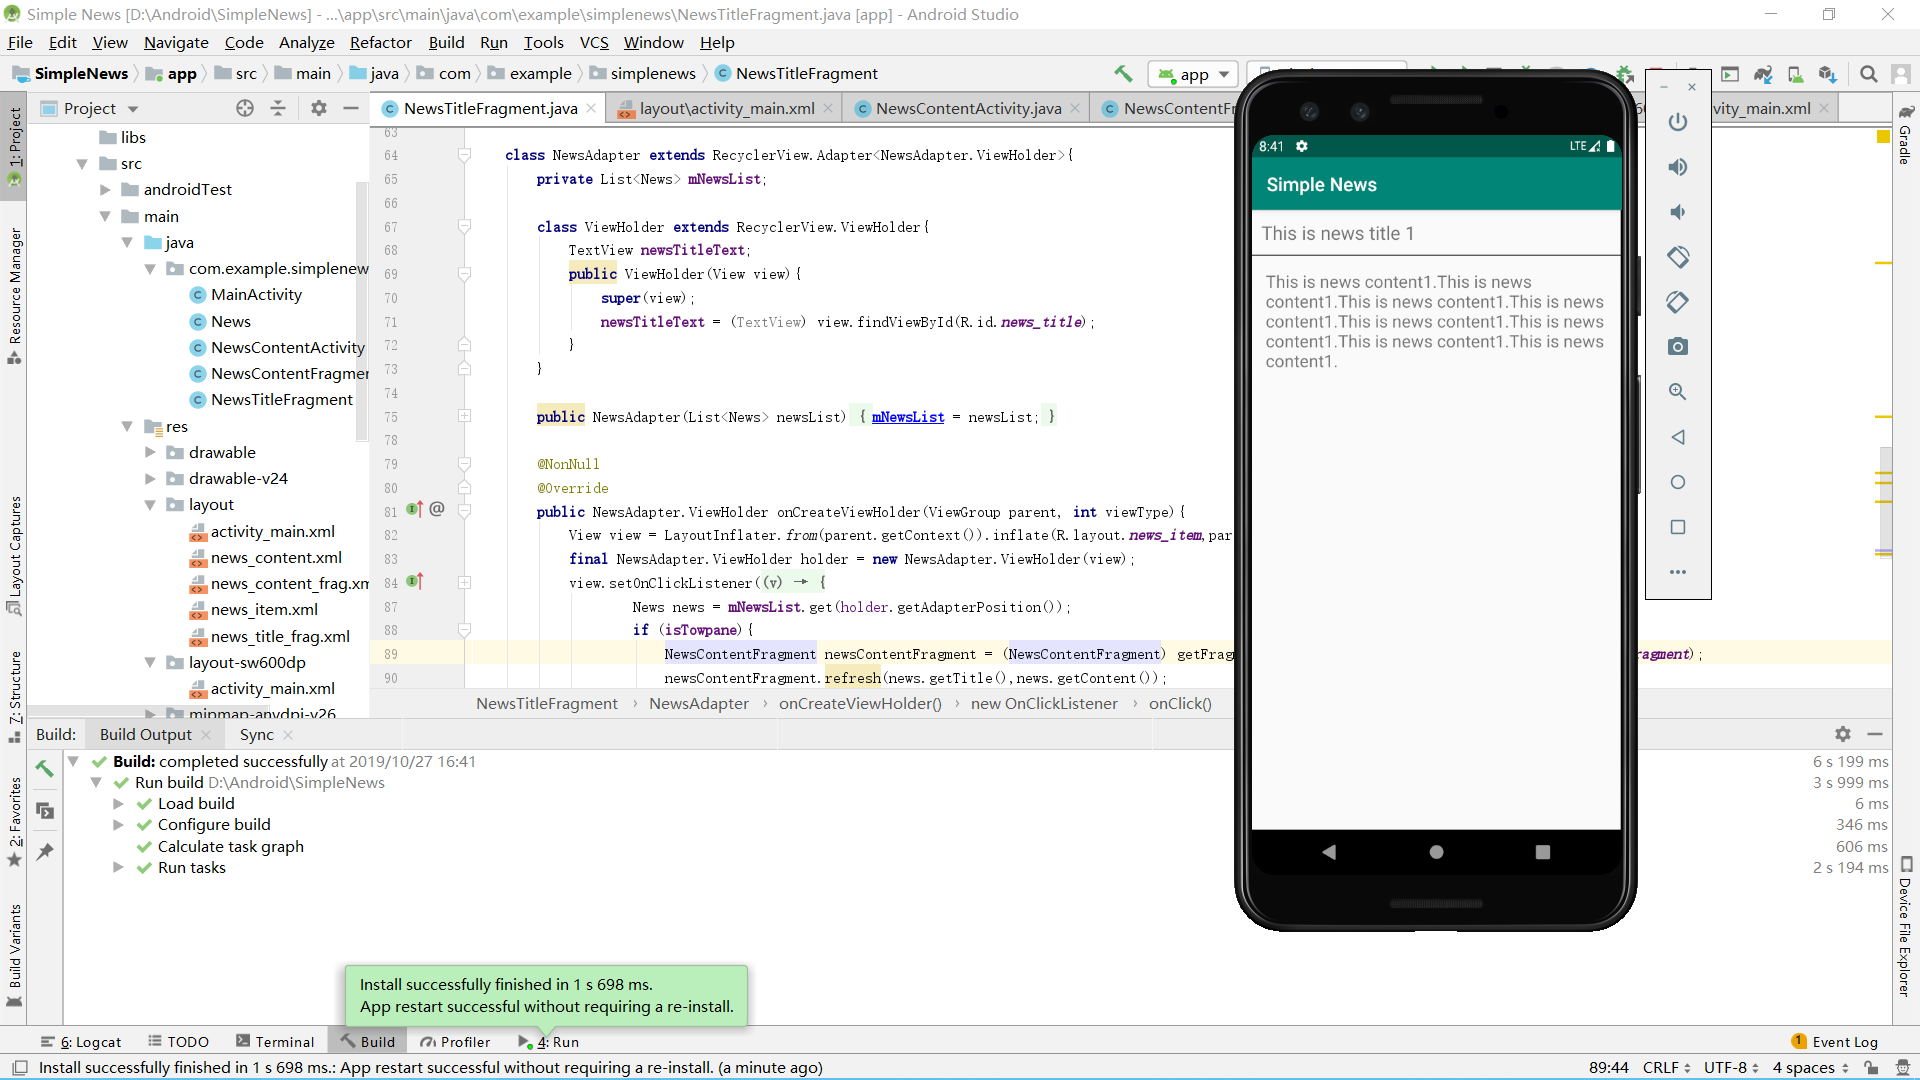 Simple News [D:\Android\SimpleNews] - ...\app\src\main\java\com\example\simplenews\NewsTitleFragment.java [app] - Android Studio
File Edit View Navigate Code Analyze Refactor Build Run Tools VCS Window Help
SimpleNews app src main java com example simplenews NewsTitleFragment app
Project
NewsTitleFragment.java layout\activity_main.xml NewsContentActivity.java NewsContentFr vity_main.xml
1: Project
Resource Manager
Layout Captures
7: Structure
2: Favorites
Build Variants
Gradle
Device File Explorer
libs
src
androidTest
main
java
com.example.simplenew
MainActivity
News
NewsContentActivity
NewsContentFragmer
NewsTitleFragment
res
drawable
drawable-v24
layout
activity_main.xml
news_content.xml
news_content_frag.xm
news_item.xml
news_title_frag.xml
layout-sw600dp
activity_main.xml
mipmap-anydpi-v26
63
64 class NewsAdapter extends RecyclerView.Adapter<NewsAdapter.ViewHolder>{
65 private List<News> mNewsList;
66
67 class ViewHolder extends RecyclerView.ViewHolder{
68 TextView newsTitleText;
69 public ViewHolder(View view){
70 super(view);
71 newsTitleText = (TextView) view.findViewById(R.id.news_title);
72 }
73 }
74
75 public NewsAdapter(List<News> newsList) { mNewsList = newsList; }
78
79 @NonNull
80 @Override
81 public NewsAdapter.ViewHolder onCreateViewHolder(ViewGroup parent, int viewType){
82 View view = LayoutInflater.from(parent.getContext()).inflate(R.layout.news_item,par
83 final NewsAdapter.ViewHolder holder = new NewsAdapter.ViewHolder(view);
84 view.setOnClickListener((v) → {
87 News news = mNewsList.get(holder.getAdapterPosition());
88 if (isTowpane){
89 NewsContentFragment newsContentFragment = (NewsContentFragment) getFrag ragment);
90 newsContentFragment.refresh(news.getTitle(),news.getContent());
NewsTitleFragment › NewsAdapter › onCreateViewHolder() › new OnClickListener › onClick()
8:41 LTE
Simple News
This is news title 1
This is news content1.This is news
content1.This is news content1.This is news
content1.This is news content1.This is news
content1.This is news content1.This is news
content1.
Build: Build Output Sync
Build: completed successfully at 2019/10/27 16:41 6 s 199 ms
Run build D:\Android\SimpleNews 3 s 999 ms
Load build 6 ms
Configure build 346 ms
Calculate task graph 606 ms
Run tasks 2 s 194 ms
Install successfully finished in 1 s 698 ms.
App restart successful without requiring a re-install.
6: Logcat TODO Terminal Build Profiler 4: Run 1 Event Log
Install successfully finished in 1 s 698 ms.: App restart successful without requiring a re-install. (a minute ago) 89:44 CRLF UTF-8 4 spaces